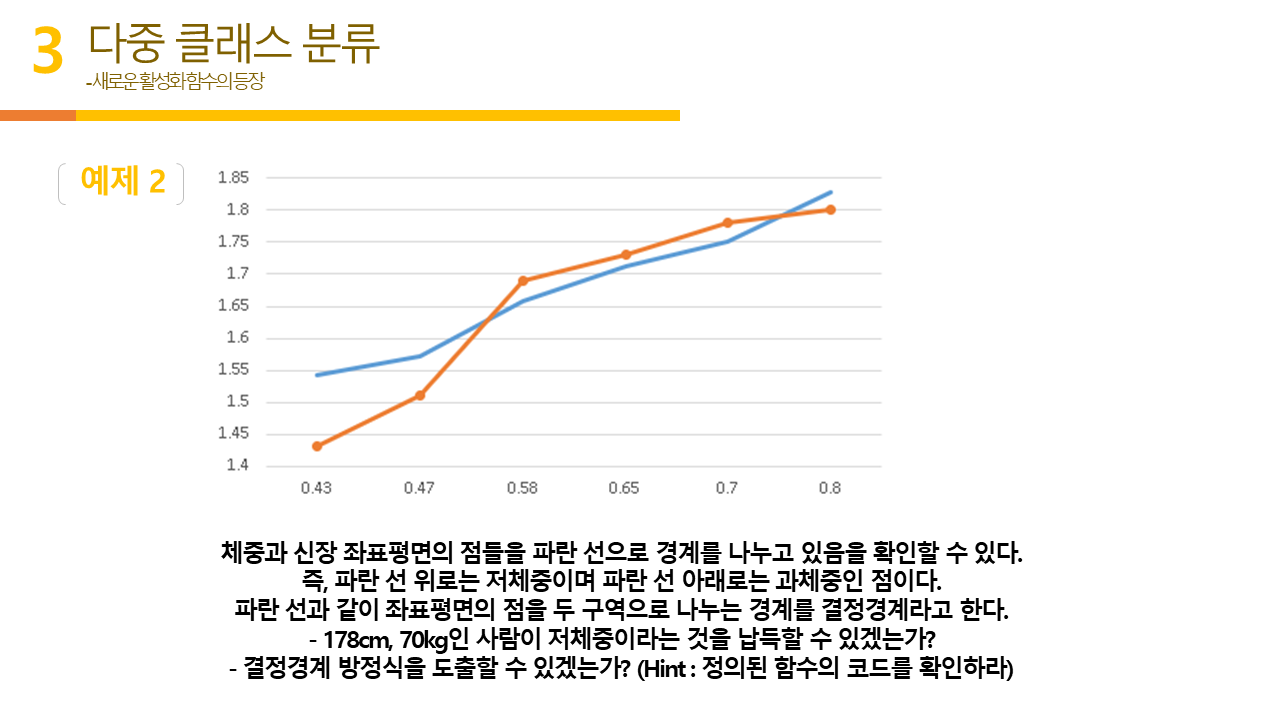 3
다중 클래스 분류
-새로운 활성화 함수의 등장
예제 2
1.85
1.8
1.75
1.7
1.65
1.6
1.55
1.5
1.45
1.4
0.43 0.47 0.58 0.65 0.7 0.8
체중과 신장 좌표평면의 점들을 파란 선으로 경계를 나누고 있음을 확인할 수 있다.
즉, 파란 선 위로는 저체중이며 파란 선 아래로는 과체중인 점이다.
파란 선과 같이 좌표평면의 점을 두 구역으로 나누는 경계를 결정경계라고 한다.
- 178cm, 70kg인 사람이 저체중이라는 것을 납득할 수 있겠는가?
- 결정경계 방정식을 도출할 수 있겠는가? (Hint : 정의된 함수의 코드를 확인하라)